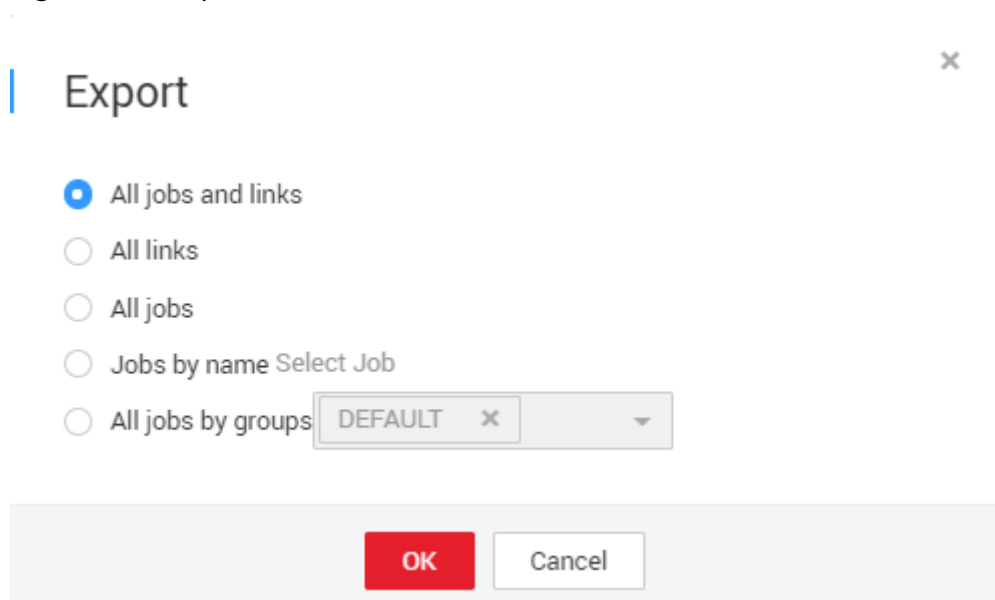 Export
All jobs and links
All links
All jobs
Jobs by name Select Job
All jobs by groups DEFAULT
OK Cancel